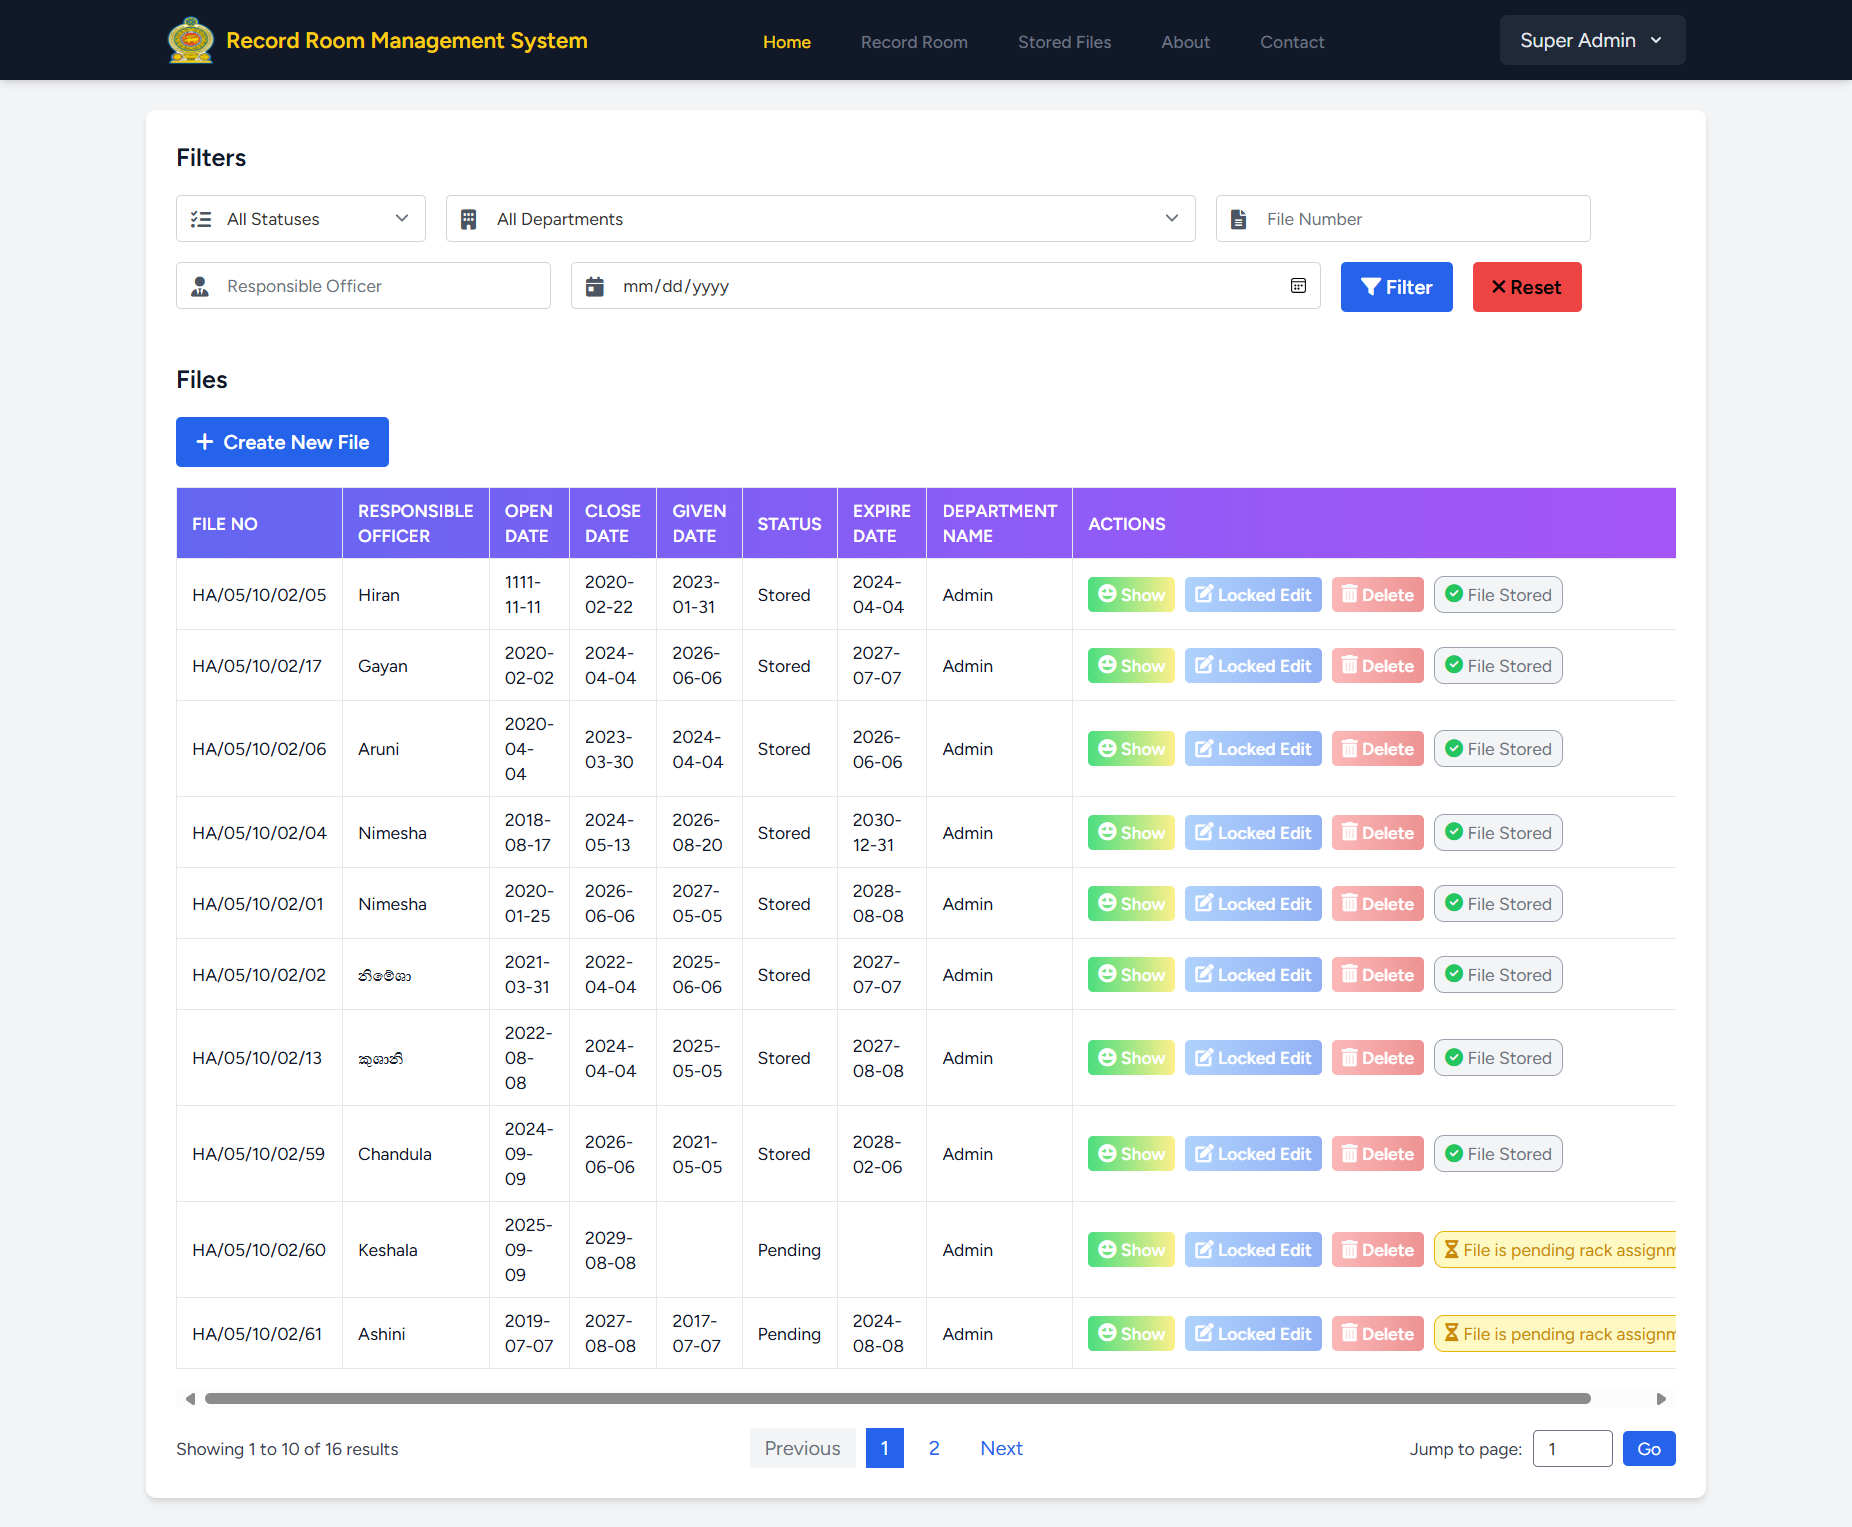 Record Room Management System
Home Record Room Stored Files About Contact
Super Admin
Filters
All Statuses All Departments File Number
Responsible Officer mm/dd/yyyy Filter Reset
Files
+ Create New File
FILE NO RESPONSIBLE OFFICER OPEN DATE CLOSE DATE GIVEN DATE STATUS EXPIRE DATE DEPARTMENT NAME ACTIONS
HA/05/10/02/05 Hiran 1111-11-11 2020-02-22 2023-01-31 Stored 2024-04-04 Admin Show Locked Edit Delete File Stored
HA/05/10/02/17 Gayan 2020-02-02 2024-04-04 2026-06-06 Stored 2027-07-07 Admin Show Locked Edit Delete File Stored
HA/05/10/02/06 Aruni 2020-04-04 2023-03-30 2024-04-04 Stored 2026-06-06 Admin Show Locked Edit Delete File Stored
HA/05/10/02/04 Nimesha 2018-08-17 2024-05-13 2026-08-20 Stored 2030-12-31 Admin Show Locked Edit Delete File Stored
HA/05/10/02/01 Nimesha 2020-01-25 2026-06-06 2027-05-05 Stored 2028-08-08 Admin Show Locked Edit Delete File Stored
HA/05/10/02/02 නිමේශා 2021-03-31 2022-04-04 2025-06-06 Stored 2027-07-07 Admin Show Locked Edit Delete File Stored
HA/05/10/02/13 කුශානි 2022-08-08 2024-04-04 2025-05-05 Stored 2027-08-08 Admin Show Locked Edit Delete File Stored
HA/05/10/02/59 Chandula 2024-09-09 2026-06-06 2021-05-05 Stored 2028-02-06 Admin Show Locked Edit Delete File Stored
HA/05/10/02/60 Keshala 2025-09-09 2029-08-08 Pending Admin Show Locked Edit Delete File is pending rack assignm
HA/05/10/02/61 Ashini 2019-07-07 2027-08-08 2017-07-07 Pending 2024-08-08 Admin Show Locked Edit Delete File is pending rack assignm
Showing 1 to 10 of 16 results Previous 1 2 Next Jump to page: 1 Go